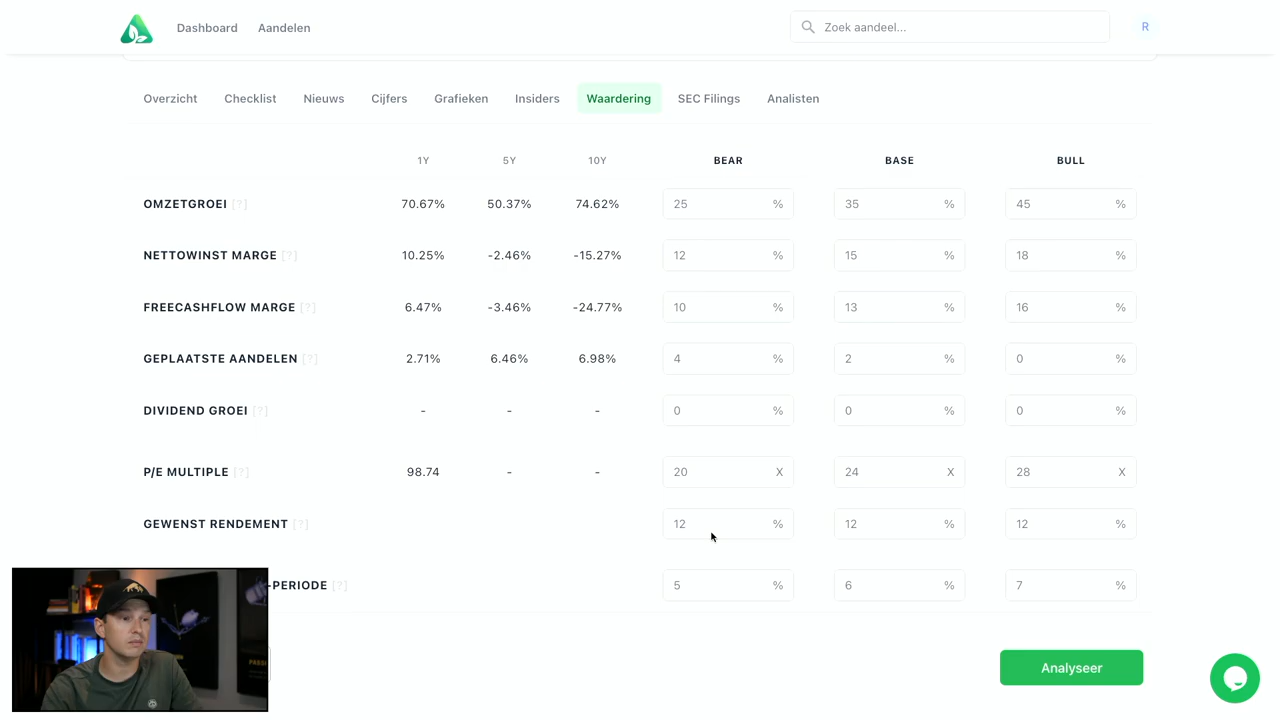 Dashboard Aandelen Zoek aandeel... R
Overzicht Checklist Nieuws Cijfers Grafieken Insiders Waardering SEC Filings Analisten
1Y 5Y 10Y BEAR BASE BULL
OMZETGROEI [?] 70.67% 50.37% 74.62% 25 % 35 % 45 %
NETTOWINST MARGE [?] 10.25% -2.46% -15.27% 12 % 15 % 18 %
FREECASHFLOW MARGE [?] 6.47% -3.46% -24.77% 10 % 13 % 16 %
GEPLAATSTE AANDELEN [?] 2.71% 6.46% 6.98% 4 % 2 % 0 %
DIVIDEND GROEI [?] - - - 0 % 0 % 0 %
P/E MULTIPLE [?] 98.74 - - 20 X 24 X 28 X
GEWENST RENDEMENT [?] 12 % 12 % 12 %
-PERIODE [?] 5 % 6 % 7 %
Analyseer